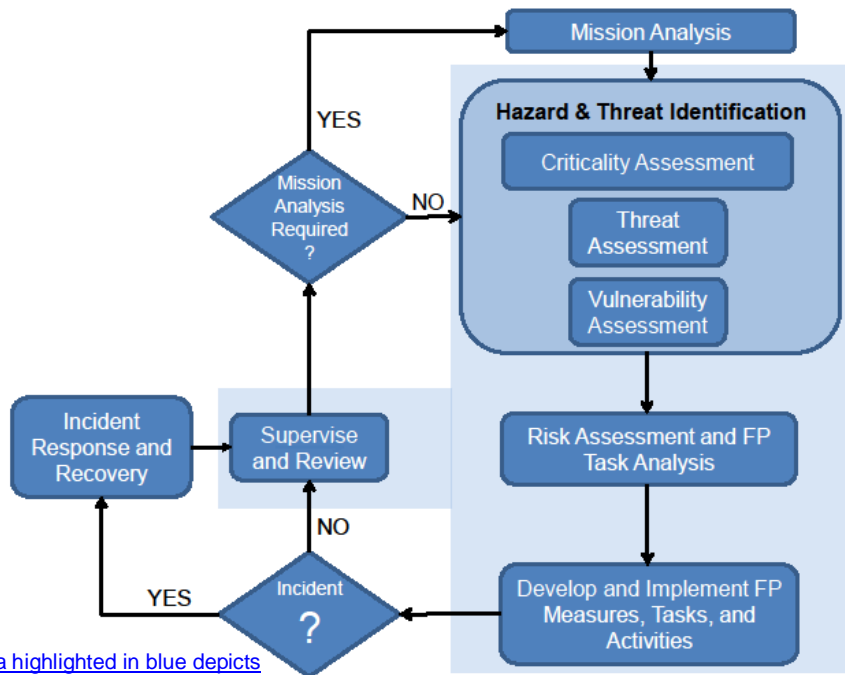 Mission Analysis
YES
Hazard & Threat Identification
Criticality Assessment
Mission
Analysis
Required
?
NO
Threat
Assessment
Vulnerability
Assessment
Incident
Response and
Recovery
Supervise
and Review
Risk Assessment and FP
Task Analysis
NO
YES
Incident
?
Develop and Implement FP
Measures, Tasks, and
Activities
highlighted in blue depicts